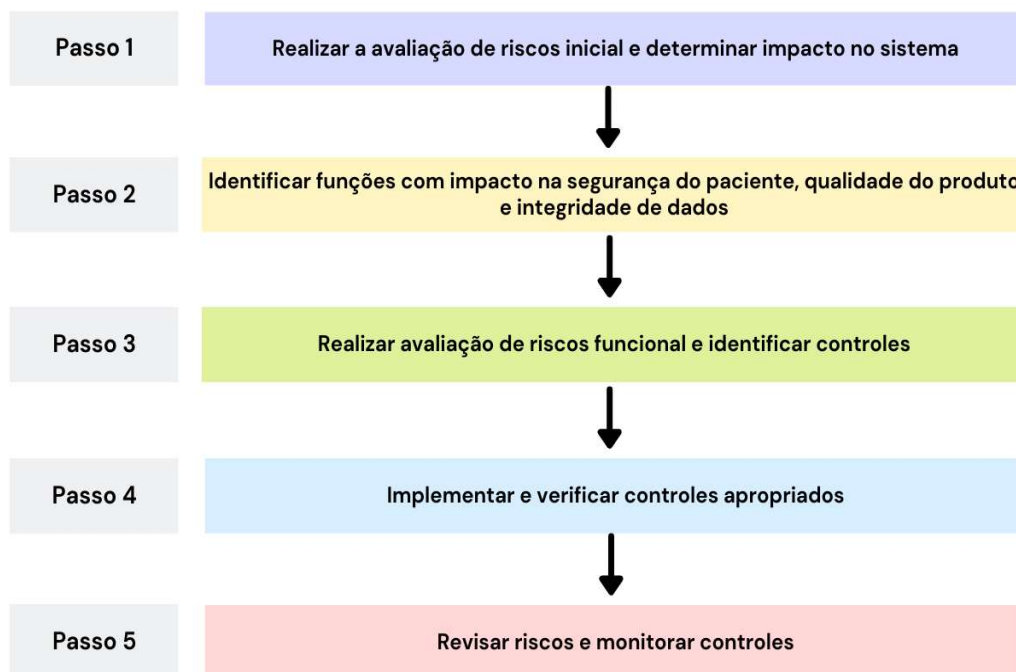 Passo 1
Realizar a avaliação de riscos inicial e determinar impacto no sistema
Passo 2
Identificar funções com impacto na segurança do paciente, qualidade do produto
e integridade de dados
Passo 3
Realizar avaliação de riscos funcional e identificar controles
Passo 4
Implementar e verificar controles apropriados
Passo 5
Revisar riscos e monitorar controles